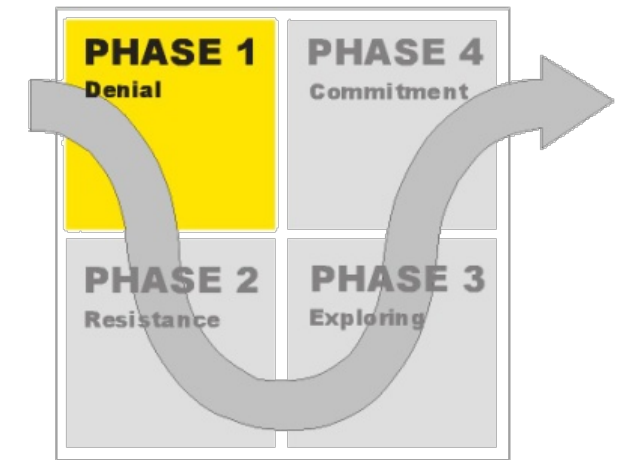 PHASE 1
Denial
PHASE 4
Commitment
PHASE 2
Resistance
PHASE 3
Exploring